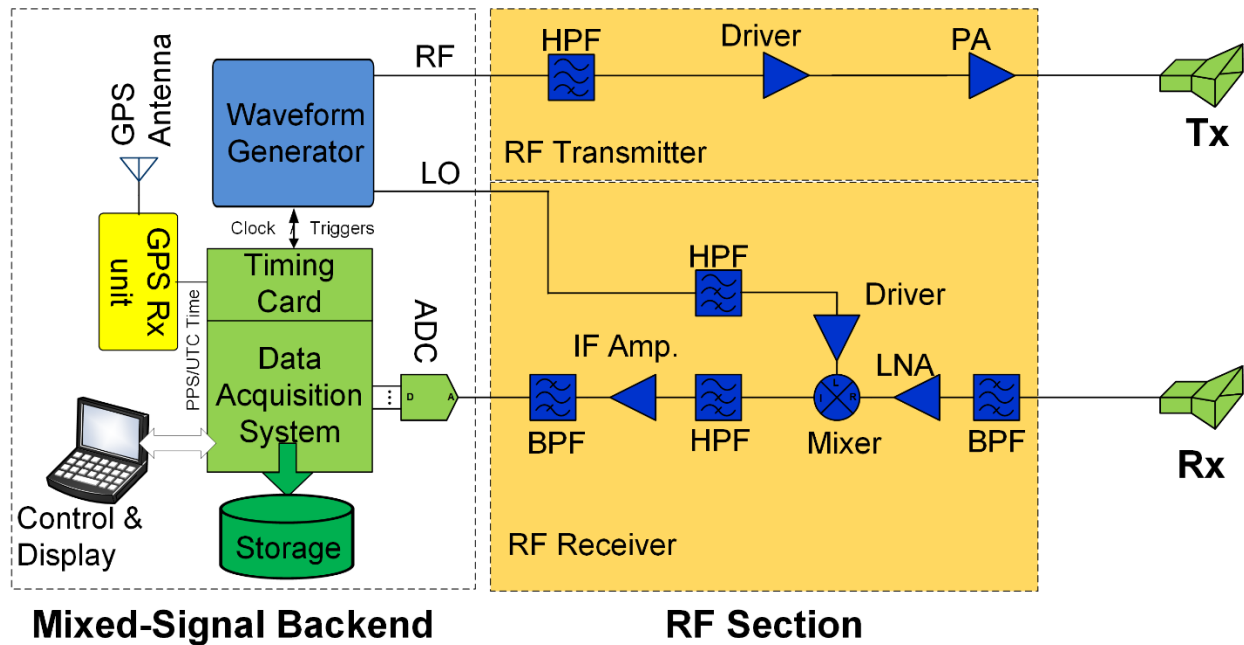 RF
HPF
Driver
PA
Tx
Waveform
Generator
RF Transmitter
GPS
Antenna
LO
Clock / Triggers
GPS Rx
unit
Timing
Card
PPS/UTC Time
HPF
Driver
ADC
Data
Acquisition
System
D
A
IF Amp.
LNA
L
I
R
BPF
HPF
Mixer
BPF
Rx
Control &
Display
Storage
RF Receiver
Mixed-Signal Backend
RF Section